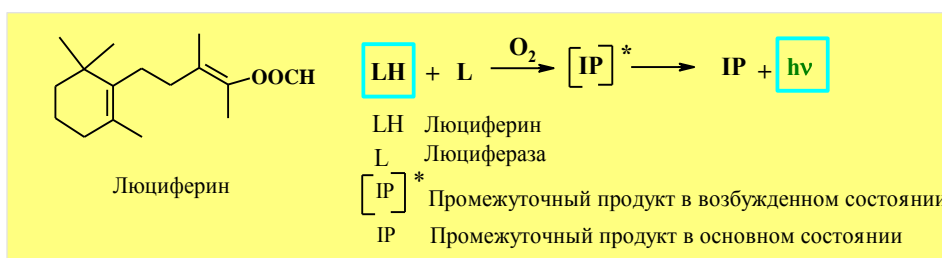 OOCH
Люциферин
LH + L O2 [IP]* IP + hν
LH Люциферин
L Люцифераза
[IP]* Промежуточный продукт в возбужденном состоянии
IP Промежуточный продукт в основном состоянии